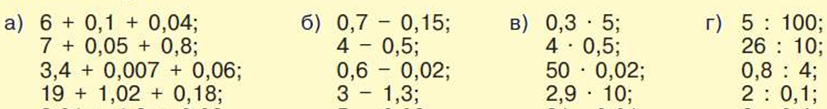 а) 6 + 0,1 + 0,04; б) 0,7 − 0,15; в) 0,3 · 5; г) 5 : 100;
7 + 0,05 + 0,8; 4 − 0,5; 4 · 0,5; 26 : 10;
3,4 + 0,007 + 0,06; 0,6 − 0,02; 50 · 0,02; 0,8 : 4;
19 + 1,02 + 0,18; 3 − 1,3; 2,9 · 10; 2 : 0,1;